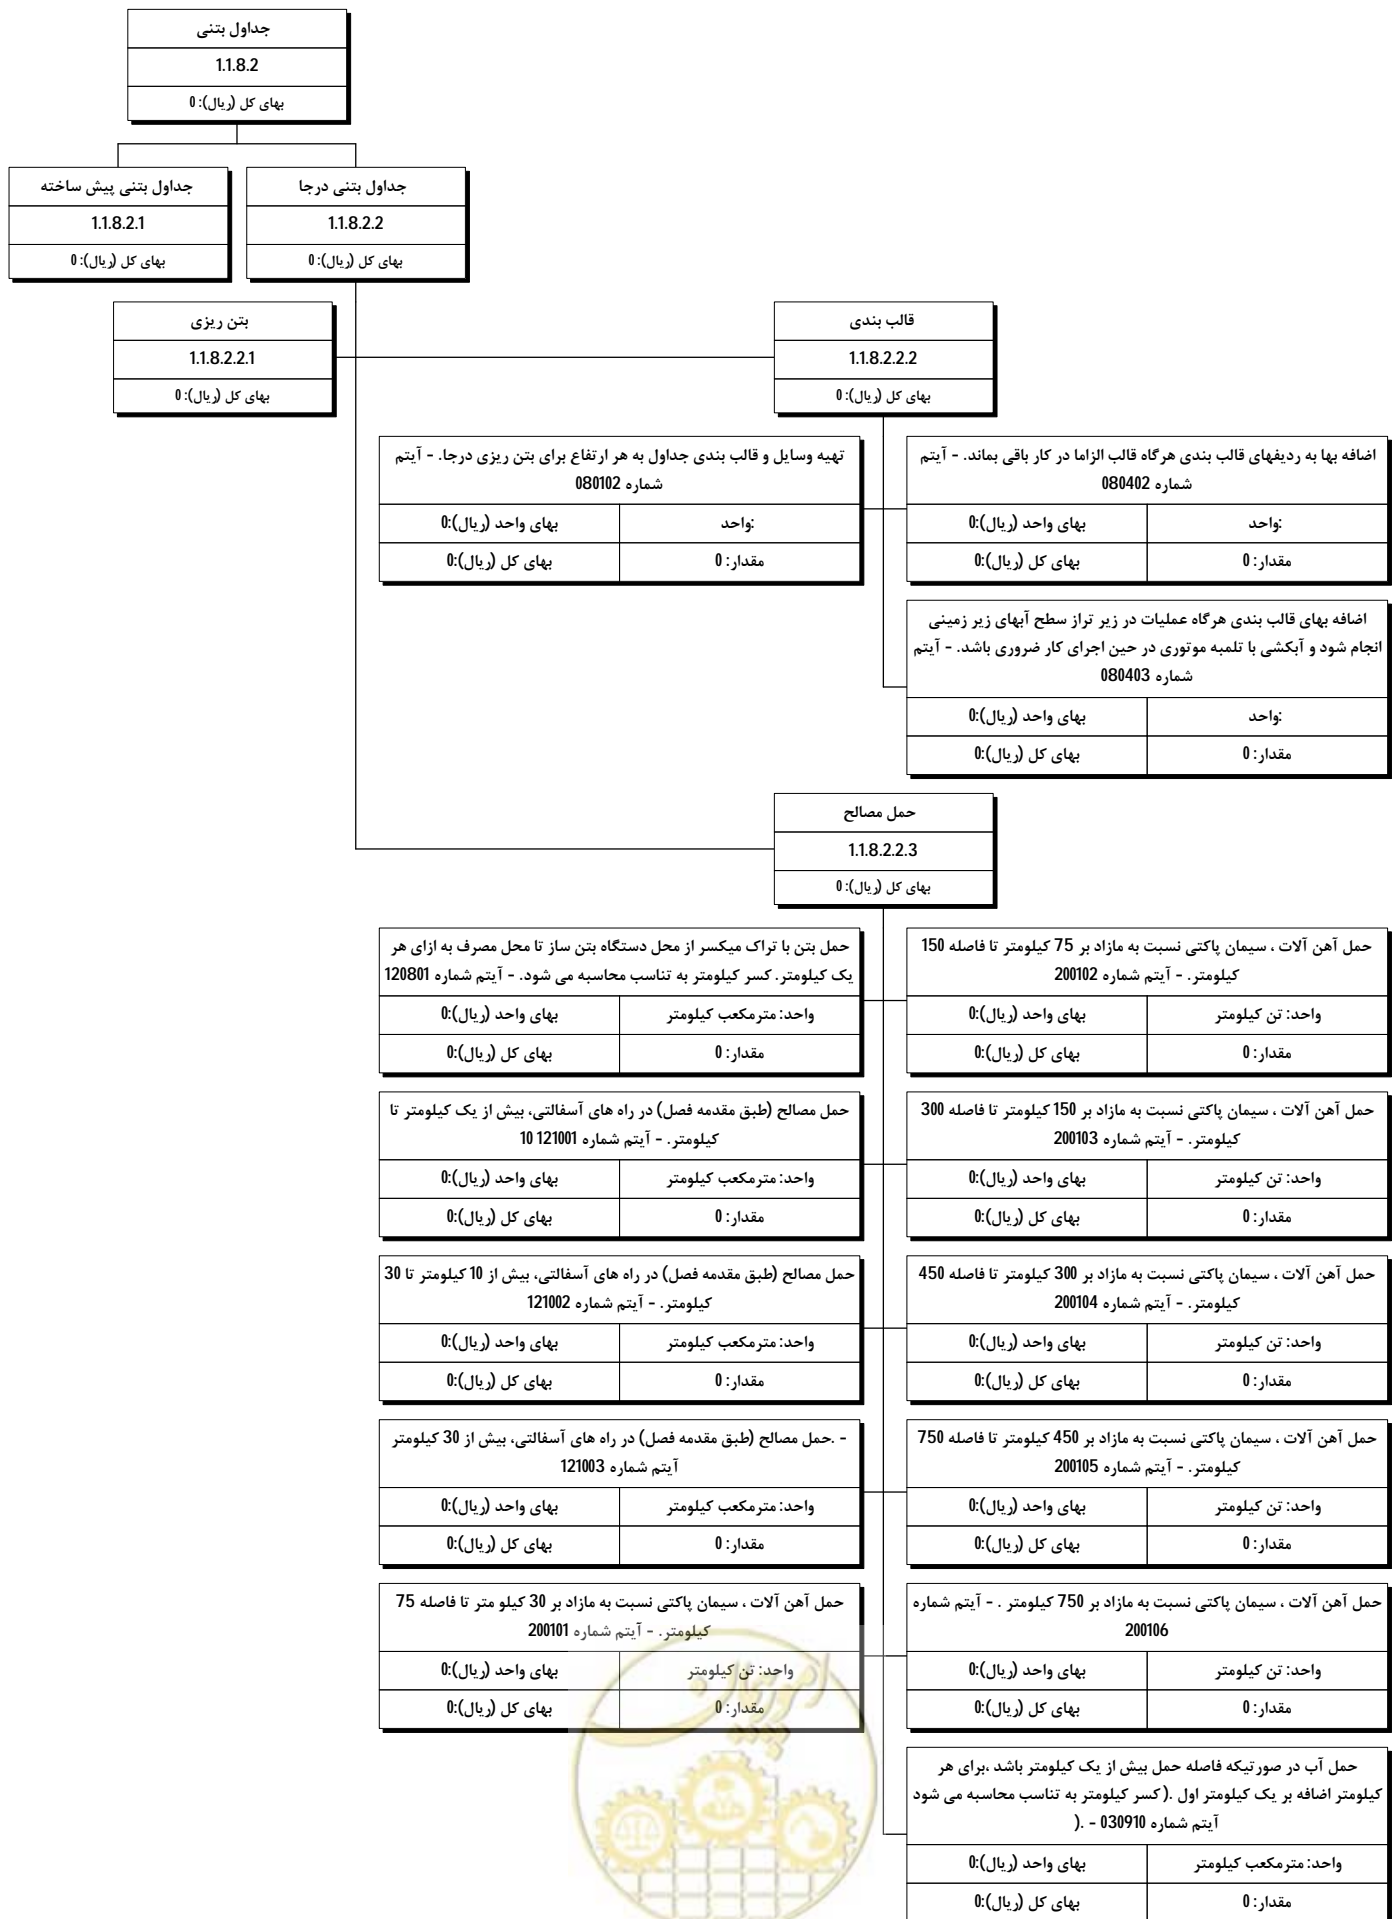 جداول بتنی
1.1.8.2
بهای کل (ریال): 0
جداول بتنی پیش ساخته
1.1.8.2.1
بهای کل (ریال): 0
جداول بتنی درجا
1.1.8.2.2
بهای کل (ریال): 0
بتن ریزی
1.1.8.2.2.1
بهای کل (ریال): 0
قالب بندی
1.1.8.2.2.2
بهای کل (ریال): 0
تهیه وسایل و قالب بندی جداول به هر ارتفاع برای بتن ریزی درجا. - آیتم
شماره 080102
واحد:
بهای واحد (ریال):0
مقدار: 0
بهای کل (ریال):0
اضافه بها به ردیفهای قالب بندی هرگاه قالب الزاما در کار باقی بماند. - آیتم
شماره 080402
واحد:
بهای واحد (ریال):0
مقدار: 0
بهای کل (ریال):0
اضافه بهای قالب بندی هرگاه عملیات در زیر تراز سطح آبهای زیر زمینی
انجام شود و آبکشی با تلمبه موتوری در حین اجرای کار ضروری باشد. - آیتم
شماره 080403
واحد:
بهای واحد (ریال):0
مقدار: 0
بهای کل (ریال):0
حمل مصالح
1.1.8.2.2.3
بهای کل (ریال): 0
حمل بتن با تراک میکسر از محل دستگاه بتن ساز تا محل مصرف به ازای هر
یک کیلومتر. کسر کیلومتر به تناسب محاسبه می شود. - آیتم شماره 120801
واحد: مترمکعب کیلومتر
بهای واحد (ریال):0
مقدار: 0
بهای کل (ریال):0
حمل آهن آلات ، سیمان پاکتی نسبت به مازاد بر 75 کیلومتر تا فاصله 150
کیلومتر. - آیتم شماره 200102
واحد: تن کیلومتر
بهای واحد (ریال):0
مقدار: 0
بهای کل (ریال):0
حمل مصالح (طبق مقدمه فصل) در راه های آسفالتی، بیش از یک کیلومتر تا
10 کیلومتر. - آیتم شماره 121001
واحد: مترمکعب کیلومتر
بهای واحد (ریال):0
مقدار: 0
بهای کل (ریال):0
حمل آهن آلات ، سیمان پاکتی نسبت به مازاد بر 150 کیلومتر تا فاصله 300
کیلومتر. - آیتم شماره 200103
واحد: تن کیلومتر
بهای واحد (ریال):0
مقدار: 0
بهای کل (ریال):0
حمل مصالح (طبق مقدمه فصل) در راه های آسفالتی، بیش از 10 کیلومتر تا 30
کیلومتر. - آیتم شماره 121002
واحد: مترمکعب کیلومتر
بهای واحد (ریال):0
مقدار: 0
بهای کل (ریال):0
حمل آهن آلات ، سیمان پاکتی نسبت به مازاد بر 300 کیلومتر تا فاصله 450
کیلومتر. - آیتم شماره 200104
واحد: تن کیلومتر
بهای واحد (ریال):0
مقدار: 0
بهای کل (ریال):0
حمل مصالح (طبق مقدمه فصل) در راه های آسفالتی، بیش از 30 کیلومتر. -
آیتم شماره 121003
واحد: مترمکعب کیلومتر
بهای واحد (ریال):0
مقدار: 0
بهای کل (ریال):0
حمل آهن آلات ، سیمان پاکتی نسبت به مازاد بر 450 کیلومتر تا فاصله 750
کیلومتر. - آیتم شماره 200105
واحد: تن کیلومتر
بهای واحد (ریال):0
مقدار: 0
بهای کل (ریال):0
حمل آهن آلات ، سیمان پاکتی نسبت به مازاد بر 30 کیلو متر تا فاصله 75
کیلومتر. - آیتم شماره 200101
واحد: تن کیلومتر
بهای واحد (ریال):0
مقدار: 0
بهای کل (ریال):0
حمل آهن آلات ، سیمان پاکتی نسبت به مازاد بر 750 کیلومتر . - آیتم شماره
200106
واحد: تن کیلومتر
بهای واحد (ریال):0
مقدار: 0
بهای کل (ریال):0
حمل آب در صورتیکه فاصله حمل بیش از یک کیلومتر باشد ،برای هر
کیلومتر اضافه بر یک کیلومتر اول .( کسر کیلومتر به تناسب محاسبه می شود
). - آیتم شماره 030910
واحد: مترمکعب کیلومتر
بهای واحد (ریال):0
مقدار: 0
بهای کل (ریال):0